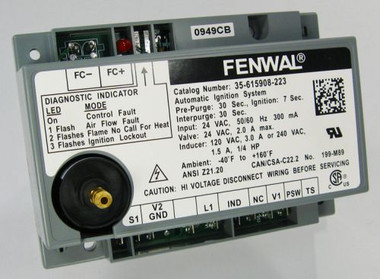 0949CB
FC- FC+
FENWAL®
Catalog Number: 35-615908-223
Automatic Ignition System
Pre-Purge: 30 Sec., Ignition: 7 Sec.
Interpurge: 30 Sec.
Input: 24 VAC, 50/60 Hz 300 mA
Valve: 24 VAC, 2.0 A max.
Inducer: 120 VAC, 3.0 A or 240 VAC,
1.5 A, 1/4 HP
Ambient: -40°F to +160°F
ANSI Z21.20 CAN/CSA-C22.2 No. 199-M89
DIAGNOSTIC INDICATOR
LED MODE
On Control Fault
1 Flash Air Flow Fault
2 Flashes Flame No Call For Heat
3 Flashes Ignition Lockout
CAUTION: HI VOLTAGE DISCONNECT WIRING BEFORE SERVICING
S1 V2 GND L1 IND NC V1 PSW TS